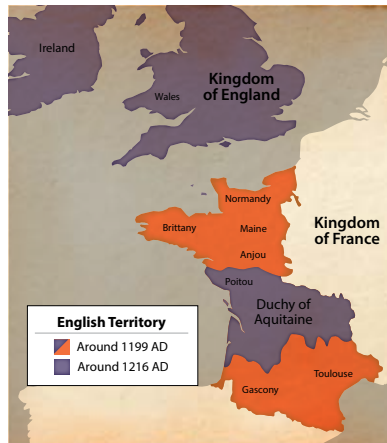 Ireland
Kingdom
of England
Wales
Normandy
Brittany
Maine
Kingdom
of France
Anjou
Poitou
Duchy of
Aquitaine
English Territory
Around 1199 AD
Around 1216 AD
Toulouse
Gascony